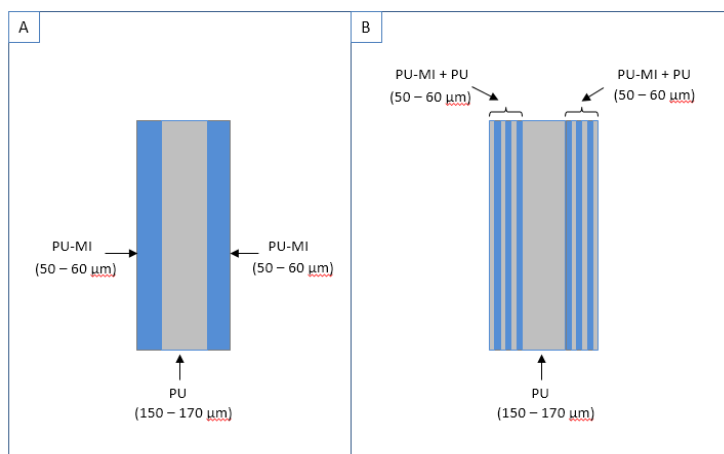 A
PU-MI
(50 – 60 µm)
PU-MI
(50 – 60 µm)
PU
(150 – 170 µm)
B
PU-MI + PU
(50 – 60 µm)
PU-MI + PU
(50 – 60 µm)
PU
(150 – 170 µm)